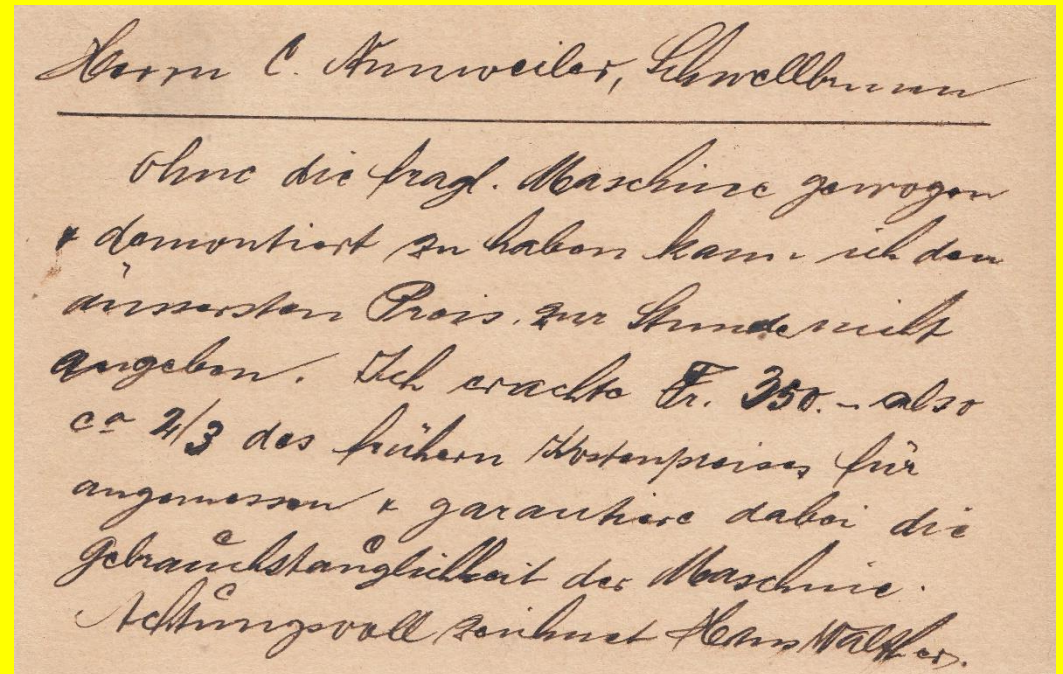 Herrn C. Nunweiler, Schwellbrunn
Ohne die fragl. Maschine gewogen
& demontiert zu haben kann ich den
äussersten Preis zur Stunde nicht
angeben. Ich erachte Fr. 350.- also
ca 2/3 des frühern Kostenpreises für
angemessen & garantiere dabei die
Gebrauchstauglichkeit der Maschine.
Achtungsvoll zeichnet Hans Walther.